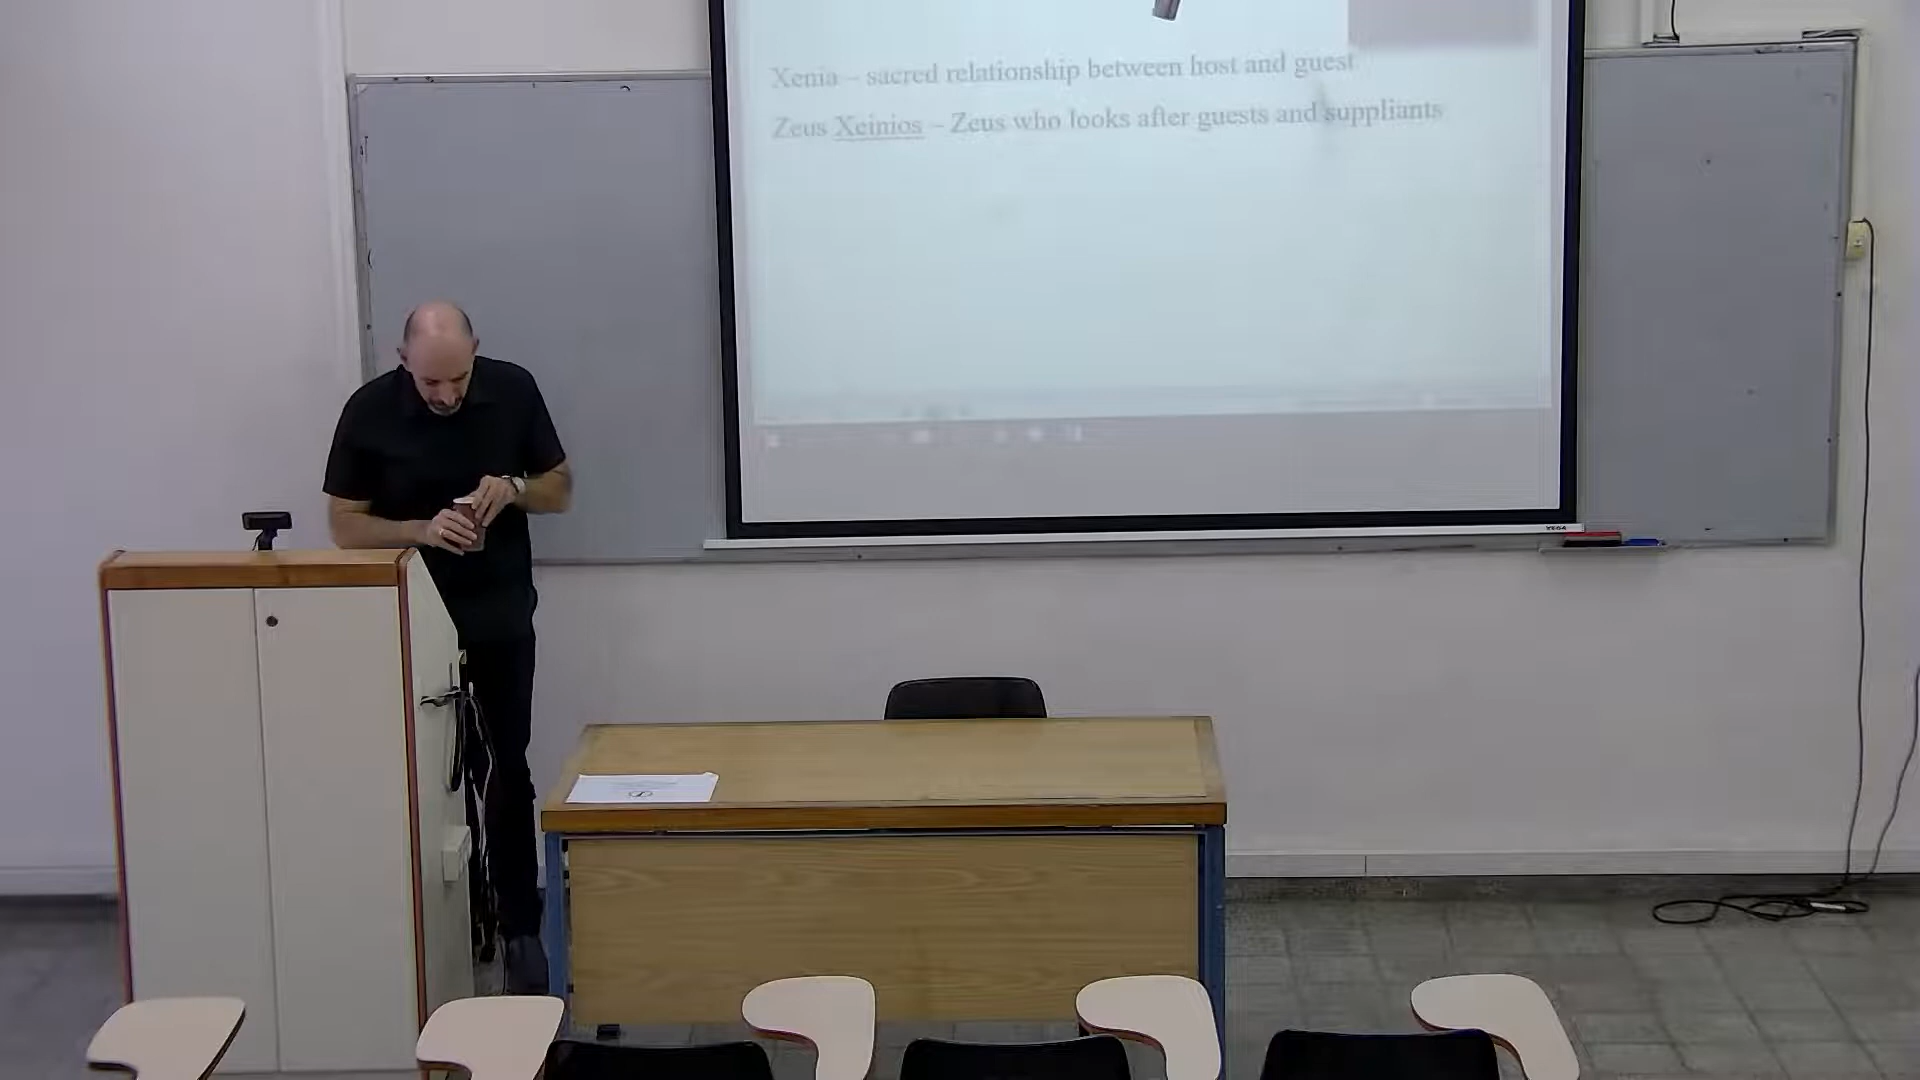 Xenia – sacred relationship between host and guest
Zeus Xeinios – Zeus who looks after guests and suppliants